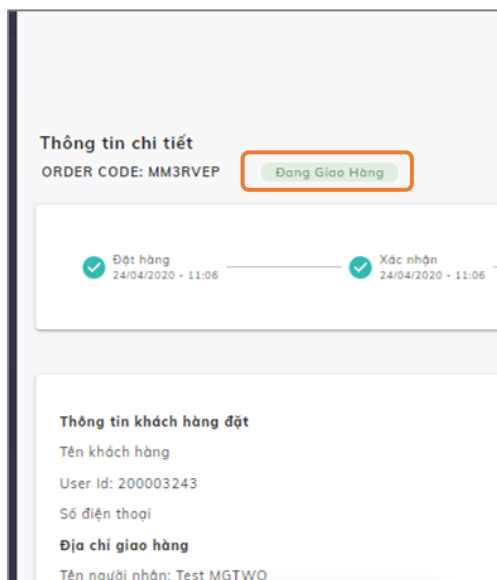 Thông tin chi tiết
ORDER CODE: MM3RVEP Đang Giao Hàng
Đặt hàng Xác nhận
24/04/2020 - 11:06 24/04/2020 - 11:06
Thông tin khách hàng đặt
Tên khách hàng
User Id: 200003243
Số điện thoại
Địa chỉ giao hàng
Tên người nhận: Test MGTWO